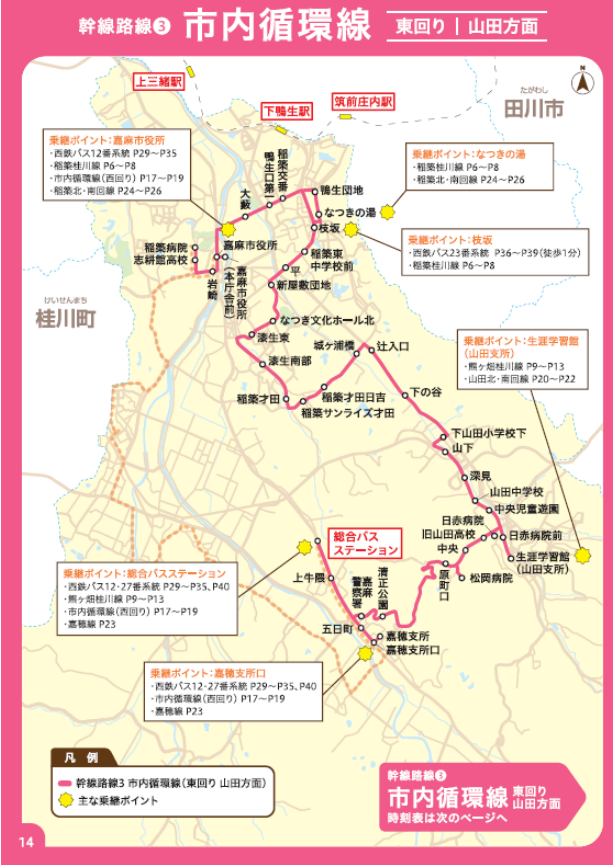 幹線路線❸ 市内循環線 東回り | 山田方面
上三緒駅
下鴨生駅
筑前庄内駅
N
たがわし
田川市
乗継ポイント:嘉麻市役所
・西鉄バス12番系統 P29～P35
・稲築桂川線 P6～P8
・市内循環線(西回り) P17～P19
・稲築北・南回線 P24～P26
乗継ポイント:なつきの湯
・稲築桂川線 P6～P8
・稲築北・南回線 P24～P26
乗継ポイント:枝坂
・西鉄バス23番系統 P36～P39(徒歩1分)
・稲築桂川線 P6～P8
稲築交番
鴨生口第一
大籔
鴨生団地
なつきの湯
枝坂
稲築病院
志耕館高校
岩崎
嘉麻市役所
嘉麻市役所
(本庁舎前)
稲築東
中学校前
平
新屋敷団地
けいせんまち
桂川町
なつき文化ホール北
漆生東
漆生南部
城ヶ浦橋
辻入口
稲築才田
稲築才田日吉
稲築サンライズ才田
下の谷
乗継ポイント:生涯学習館
(山田支所)
・熊ヶ畑桂川線 P9～P13
・山田北・南回線 P20～P22
下山田小学校下
山下
深見
山田中学校
中央児童遊園
日赤病院
旧山田高校
日赤病院前
中央
生涯学習館
(山田支所)
松岡病院
原町口
総合バス
ステーション
上牛隈
清正公園
嘉麻
警察署
五日町
嘉穂支所
嘉穂支所口
乗継ポイント:総合バスステーション
・西鉄バス12・27番系統 P29～P35、P40
・熊ヶ畑桂川線 P9～P13
・市内循環線(西回り) P17～P19
・嘉穂線 P23
乗継ポイント:嘉穂支所口
・西鉄バス12・27番系統 P29～P35、P40
・市内循環線(西回り) P17～P19
・嘉穂線 P23
凡 例
幹線路線3 市内循環線(東回り 山田方面)
主な乗継ポイント
幹線路線❸
市内循環線 東回り 山田方面
時刻表は次のページへ
14